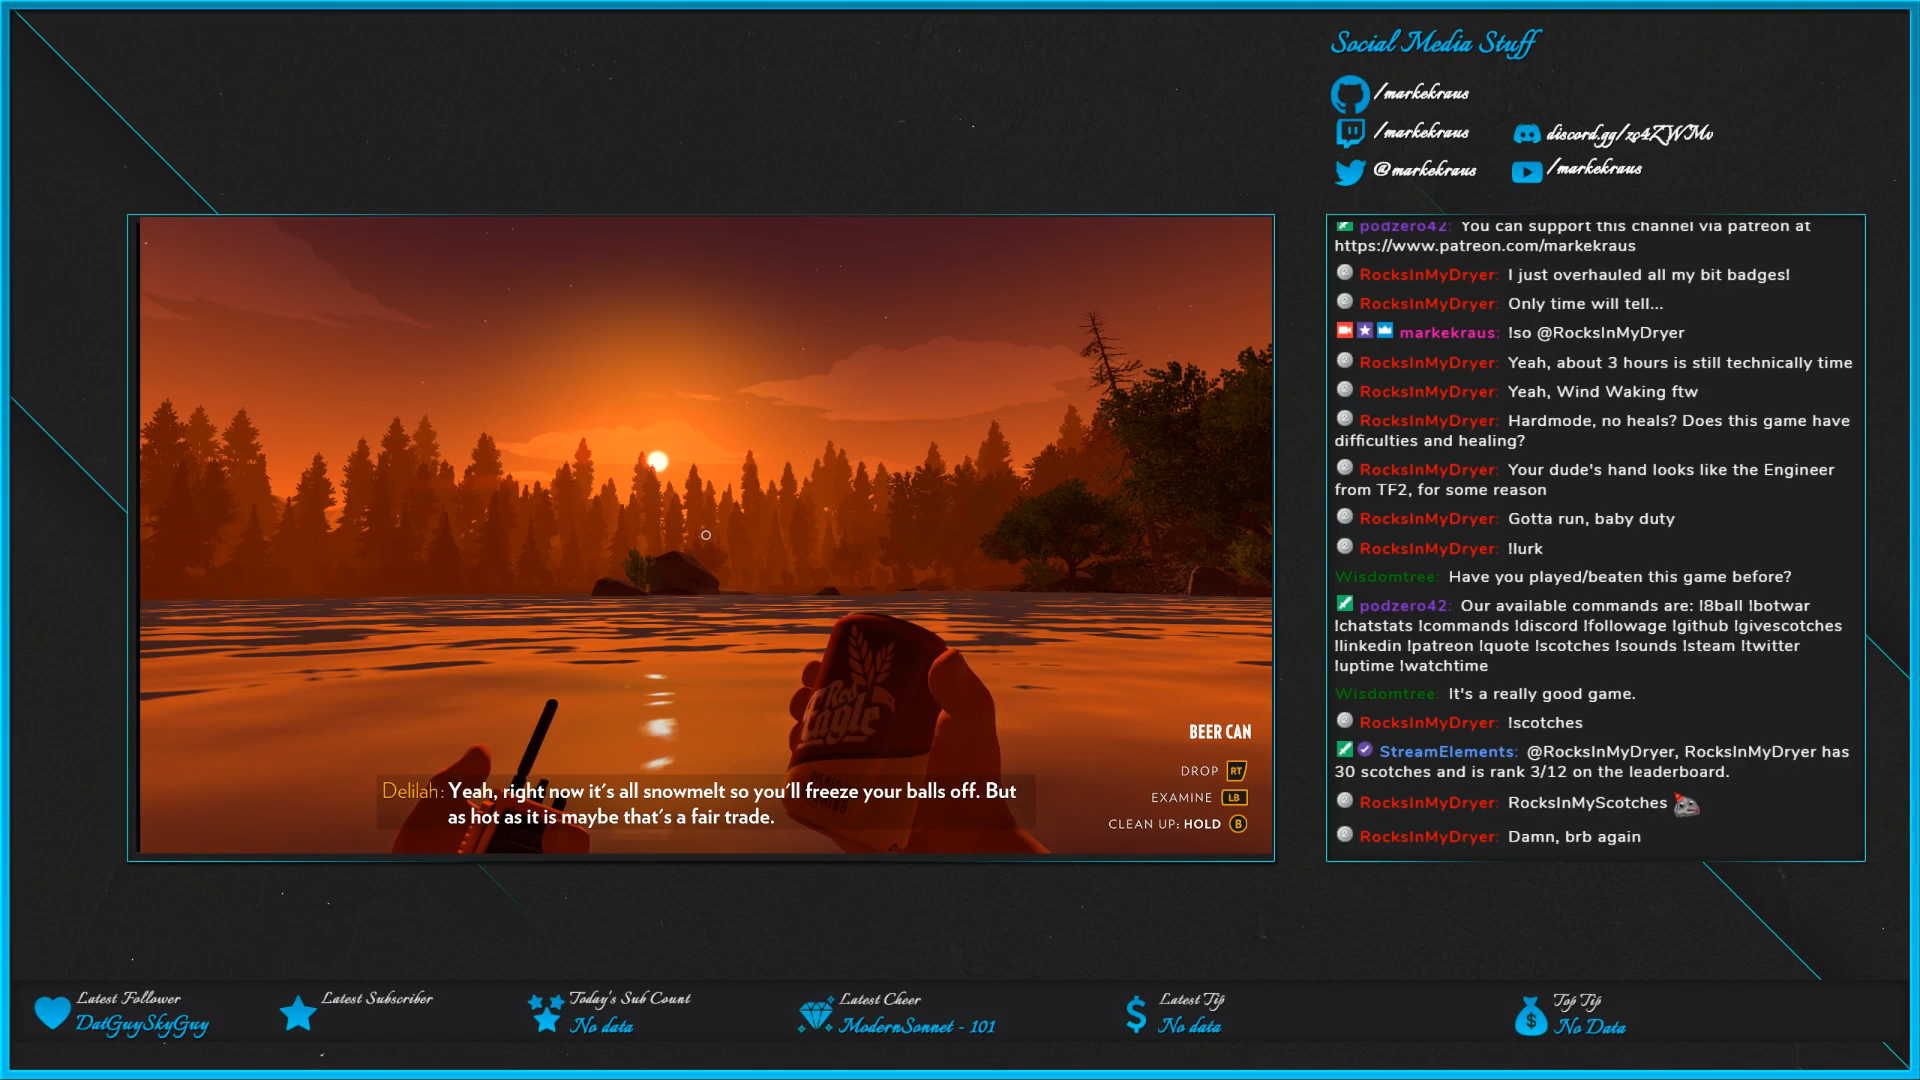 Social Media Stuff
/markekraus
/markekraus
discord.gg/zc4ZWMv
@markekraus
/markekraus
podzero42: You can support this channel via patreon at
https://www.patreon.com/markekraus
RocksInMyDryer: I just overhauled all my bit badges!
RocksInMyDryer: Only time will tell...
markekraus: !so @RocksInMyDryer
RocksInMyDryer: Yeah, about 3 hours is still technically time
RocksInMyDryer: Yeah, Wind Waking ftw
RocksInMyDryer: Hardmode, no heals? Does this game have
difficulties and healing?
RocksInMyDryer: Your dude's hand looks like the Engineer
from TF2, for some reason
RocksInMyDryer: Gotta run, baby duty
RocksInMyDryer: !lurk
Wisdomtree: Have you played/beaten this game before?
podzero42: Our available commands are: !8ball !botwar
!chatstats !commands !discord !followage !github !givescotches
!linkedin !patreon !quote !scotches !sounds !steam !twitter
!uptime !watchtime
Wisdomtree: It's a really good game.
RocksInMyDryer: !scotches
StreamElements: @RocksInMyDryer, RocksInMyDryer has
30 scotches and is rank 3/12 on the leaderboard.
RocksInMyDryer: RocksInMyScotches
RocksInMyDryer: Damn, brb again
Red
Eagle
BEER CAN
DROP RT
EXAMINE LB
CLEAN UP: HOLD B
Delilah: Yeah, right now it's all snowmelt so you'll freeze your balls off. But
as hot as it is maybe that's a fair trade.
Latest Follower
DatGuySkyGuy
Latest Subscriber
Today's Sub Count
No data
Latest Cheer
ModernSonnet - 101
Latest Tip
No data
Top Tip
No Data